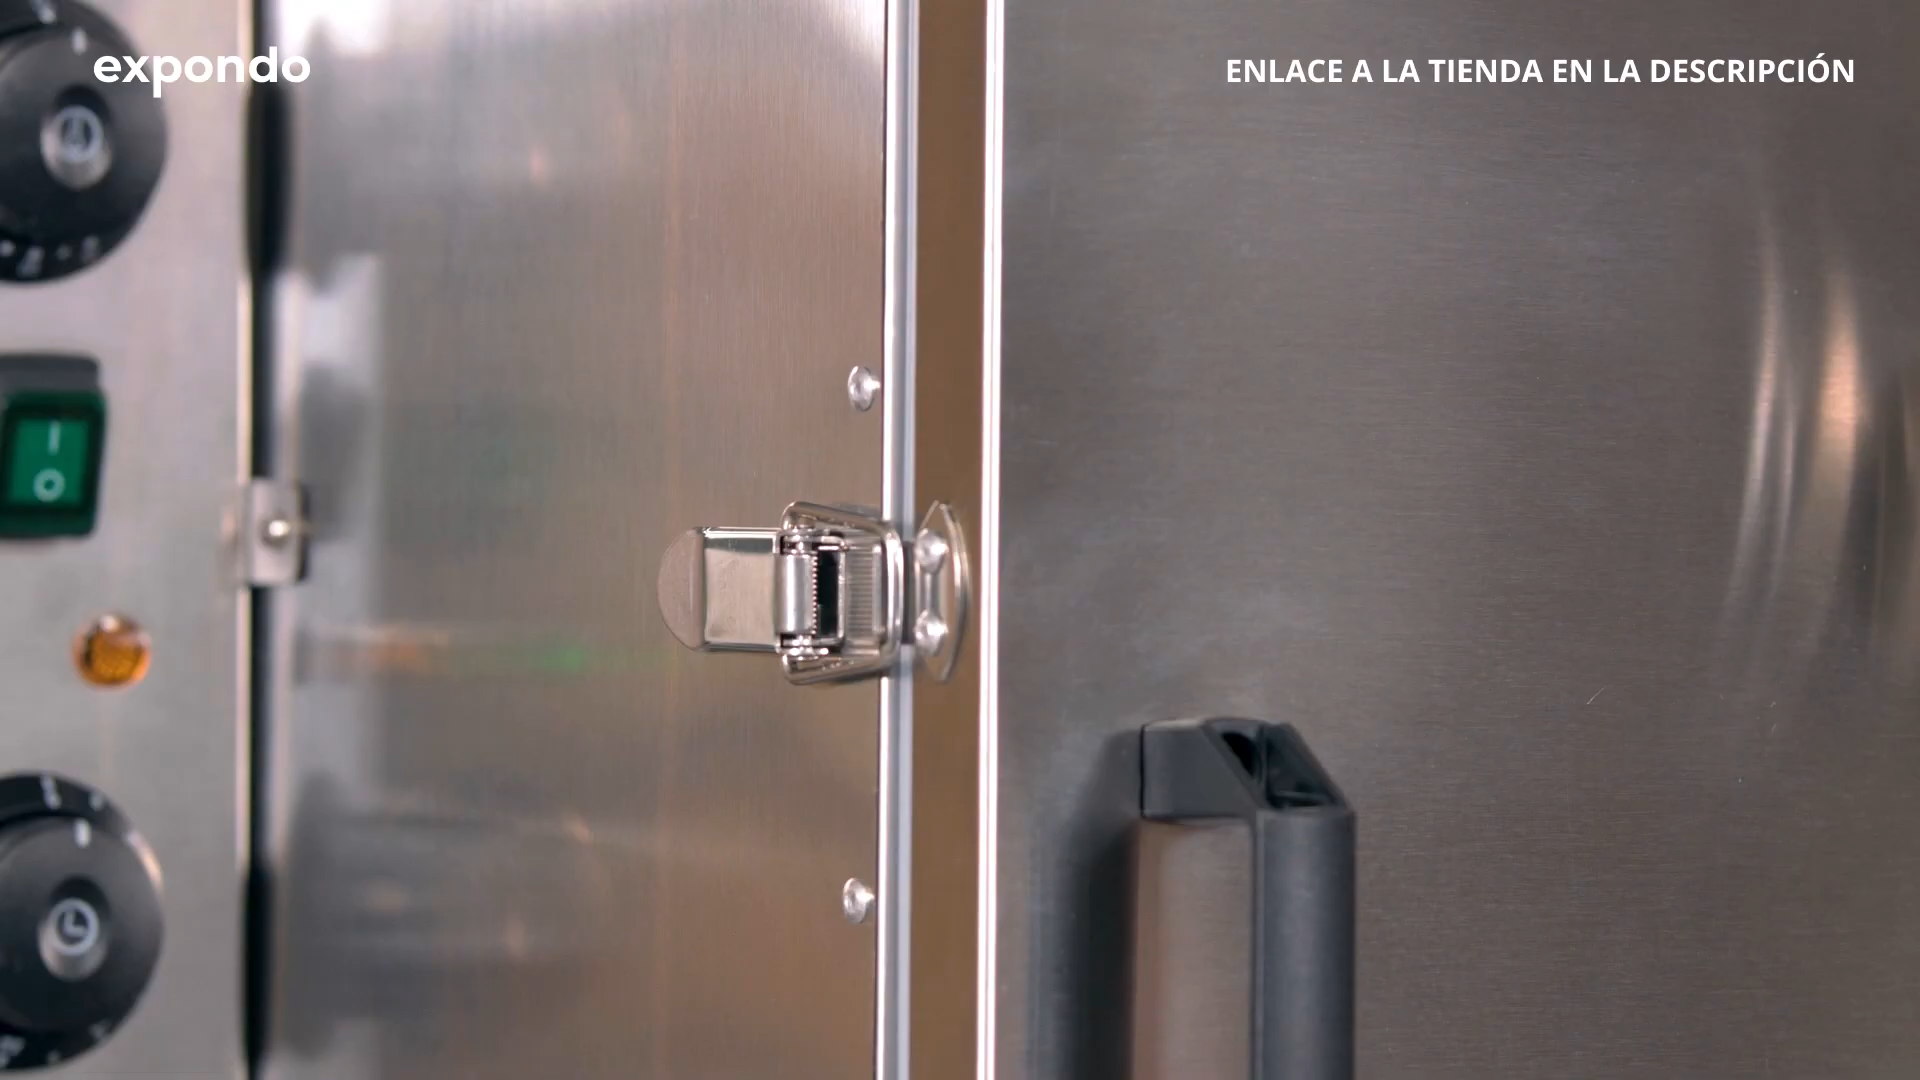 expondo
ENLACE A LA TIENDA EN LA DESCRIPCIÓN
I
O